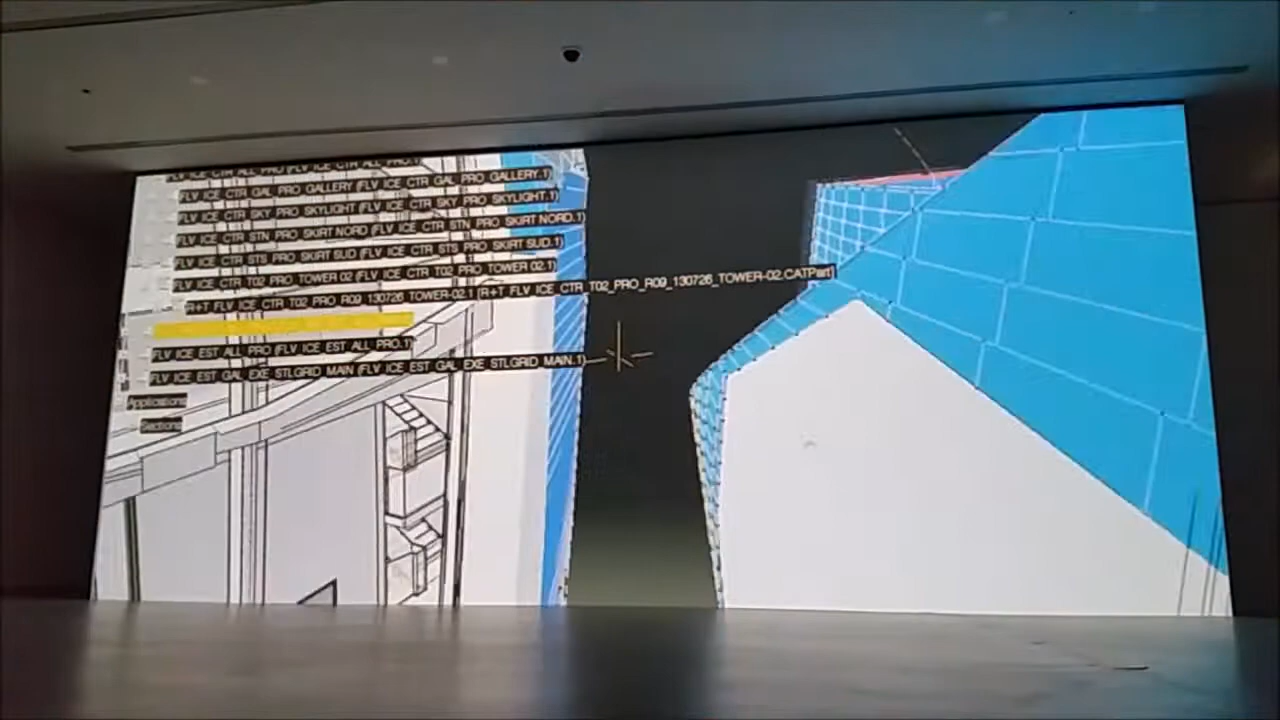 FLV ICE CTR ALL PRO (FLV ICE CTR ALL PRO.1)
FLV ICE CTR GAL PRO GALLERY (FLV ICE CTR GAL PRO GALLERY.1)
FLV ICE CTR SKY PRO SKYLIGHT (FLV ICE CTR SKY PRO SKYLIGHT.1)
FLV ICE CTR STN PRO SKIRT NORD (FLV ICE CTR STN PRO SKIRT NORD.1)
FLV ICE CTR STS PRO SKIRT SUD (FLV ICE CTR STS PRO SKIRT SUD.1)
FLV ICE CTR T02 PRO TOWER 02 (FLV ICE CTR T02 PRO TOWER 02.1)
R+T FLV ICE CTR T02 PRO R09 130726 TOWER-02.1 (R+T FLV ICE CTR T02_PRO_R09_130726_TOWER-02.CATPart)
FLV ICE EST ALL PRO (FLV ICE EST ALL PRO.1)
FLV ICE EST GAL EXE STLGRID MAIN (FLV ICE EST GAL EXE STLGRID MAIN.1)
Applications
Sections